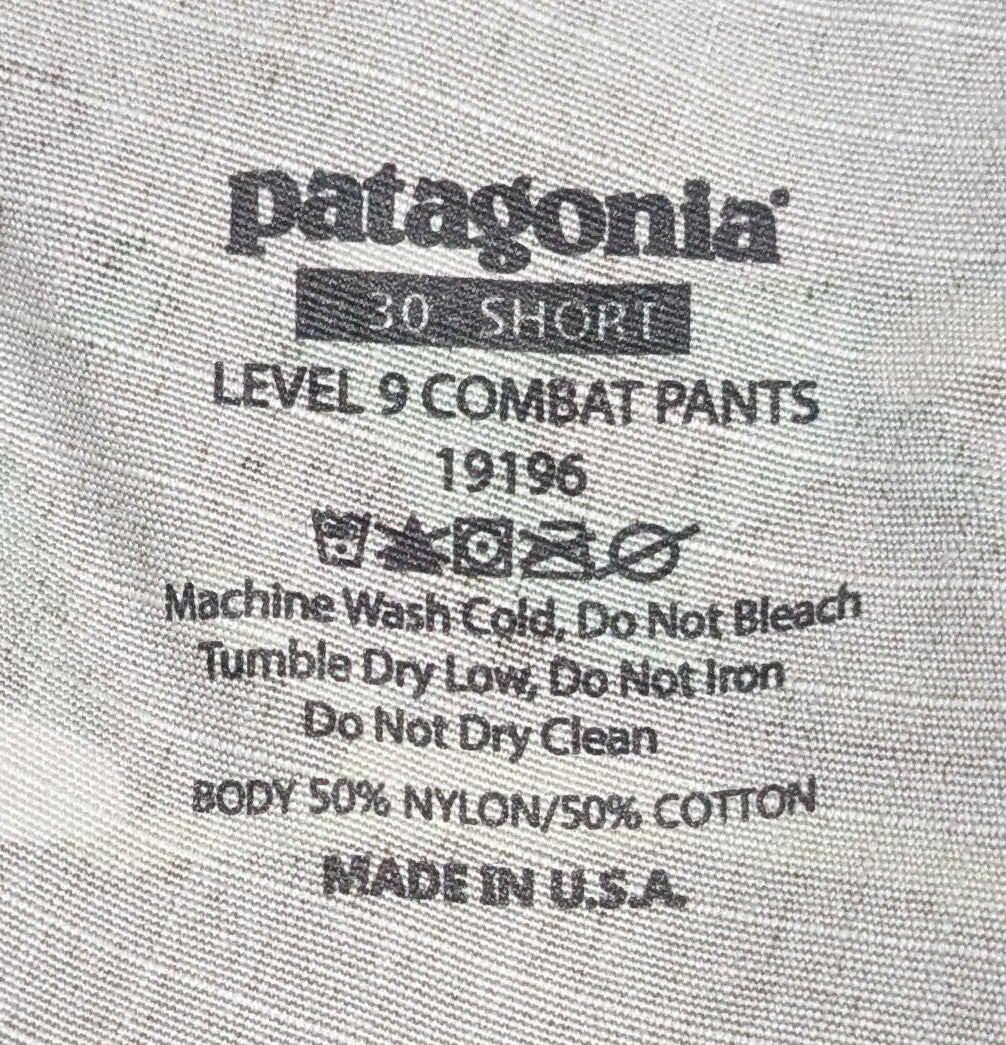 patagonia®
30 - SHORT
LEVEL 9 COMBAT PANTS
19196
Machine Wash Cold, Do Not Bleach
Tumble Dry Low, Do Not Iron
Do Not Dry Clean
BODY 50% NYLON/50% COTTON
MADE IN U.S.A.